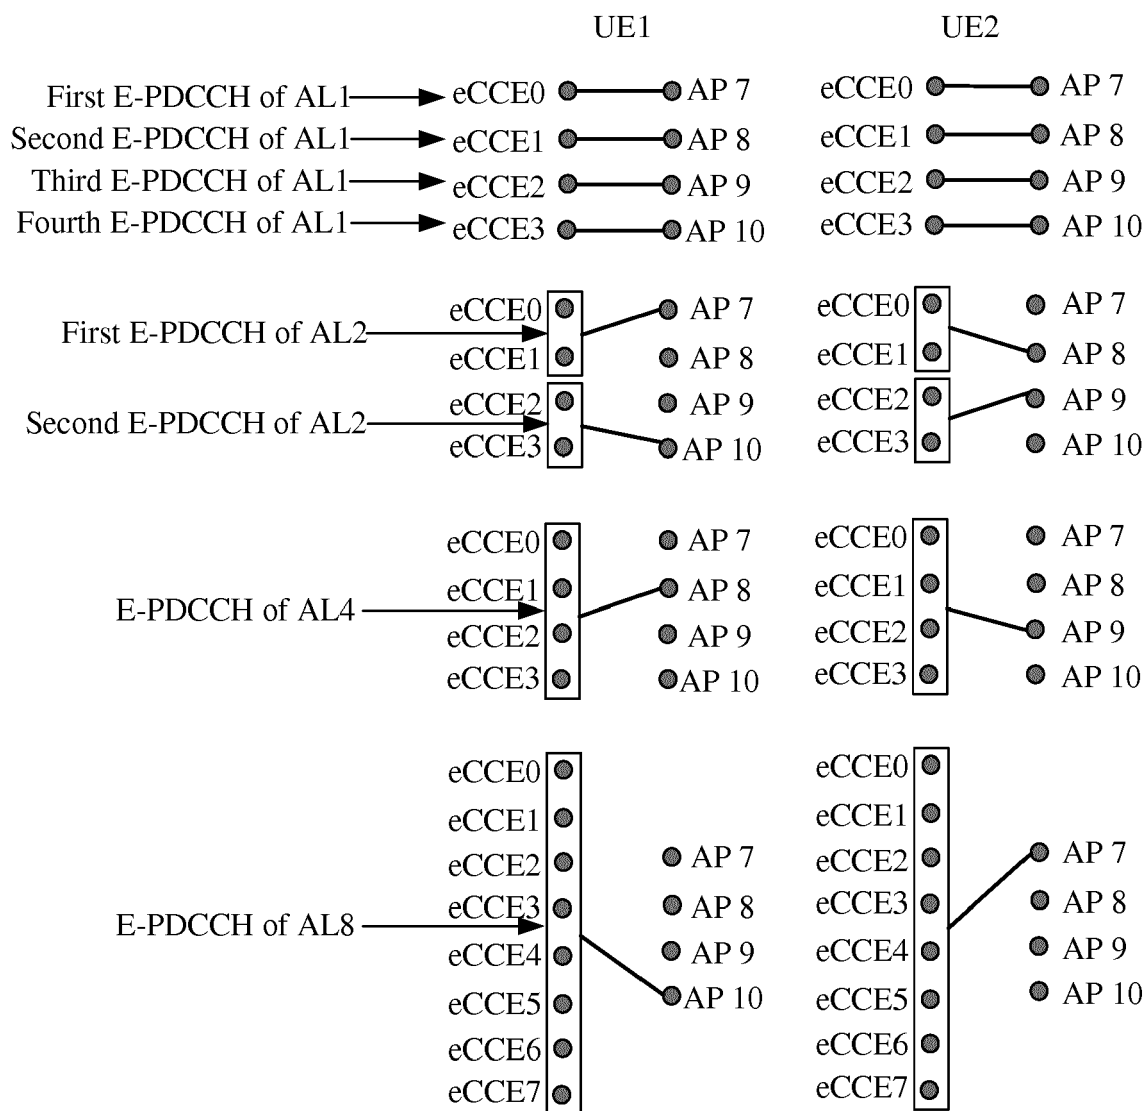 UE1 UE2
First E-PDCCH of AL1 eCCE0 AP 7 eCCE0 AP 7
Second E-PDCCH of AL1 eCCE1 AP 8 eCCE1 AP 8
Third E-PDCCH of AL1 eCCE2 AP 9 eCCE2 AP 9
Fourth E-PDCCH of AL1 eCCE3 AP 10 eCCE3 AP 10
eCCE0 AP 7 eCCE0 AP 7
First E-PDCCH of AL2
eCCE1 AP 8 eCCE1 AP 8
eCCE2 AP 9 eCCE2 AP 9
Second E-PDCCH of AL2
eCCE3 AP 10 eCCE3 AP 10
eCCE0 AP 7 eCCE0 AP 7
eCCE1 AP 8 eCCE1 AP 8
E-PDCCH of AL4
eCCE2 AP 9 eCCE2 AP 9
eCCE3 AP 10 eCCE3 AP 10
eCCE0 eCCE0
eCCE1 eCCE1
eCCE2 AP 7 eCCE2 AP 7
eCCE3 AP 8 eCCE3 AP 8
E-PDCCH of AL8
eCCE4 AP 9 eCCE4 AP 9
eCCE5 AP 10 eCCE5 AP 10
eCCE6 eCCE6
eCCE7 eCCE7